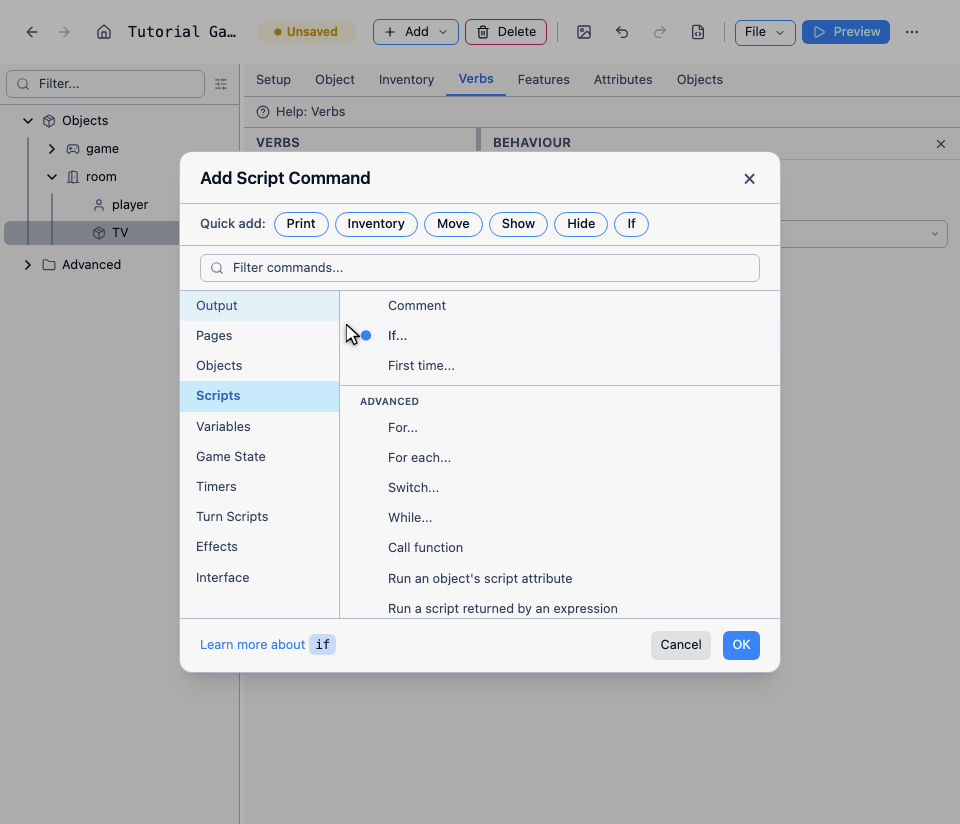 Tutorial Ga…
Unsaved
Add
Delete
File
Preview
Filter...
Setup
Object
Inventory
Verbs
Features
Attributes
Objects
Help: Verbs
Objects
game
room
player
TV
Advanced
VERBS
BEHAVIOUR
Add Script Command
Quick add:
Print
Inventory
Move
Show
Hide
If
Filter commands...
Output
Pages
Objects
Scripts
Variables
Game State
Timers
Turn Scripts
Effects
Interface
Comment
If...
First time...
ADVANCED
For...
For each...
Switch...
While...
Call function
Run an object's script attribute
Run a script returned by an expression
Learn more about if
Cancel
OK